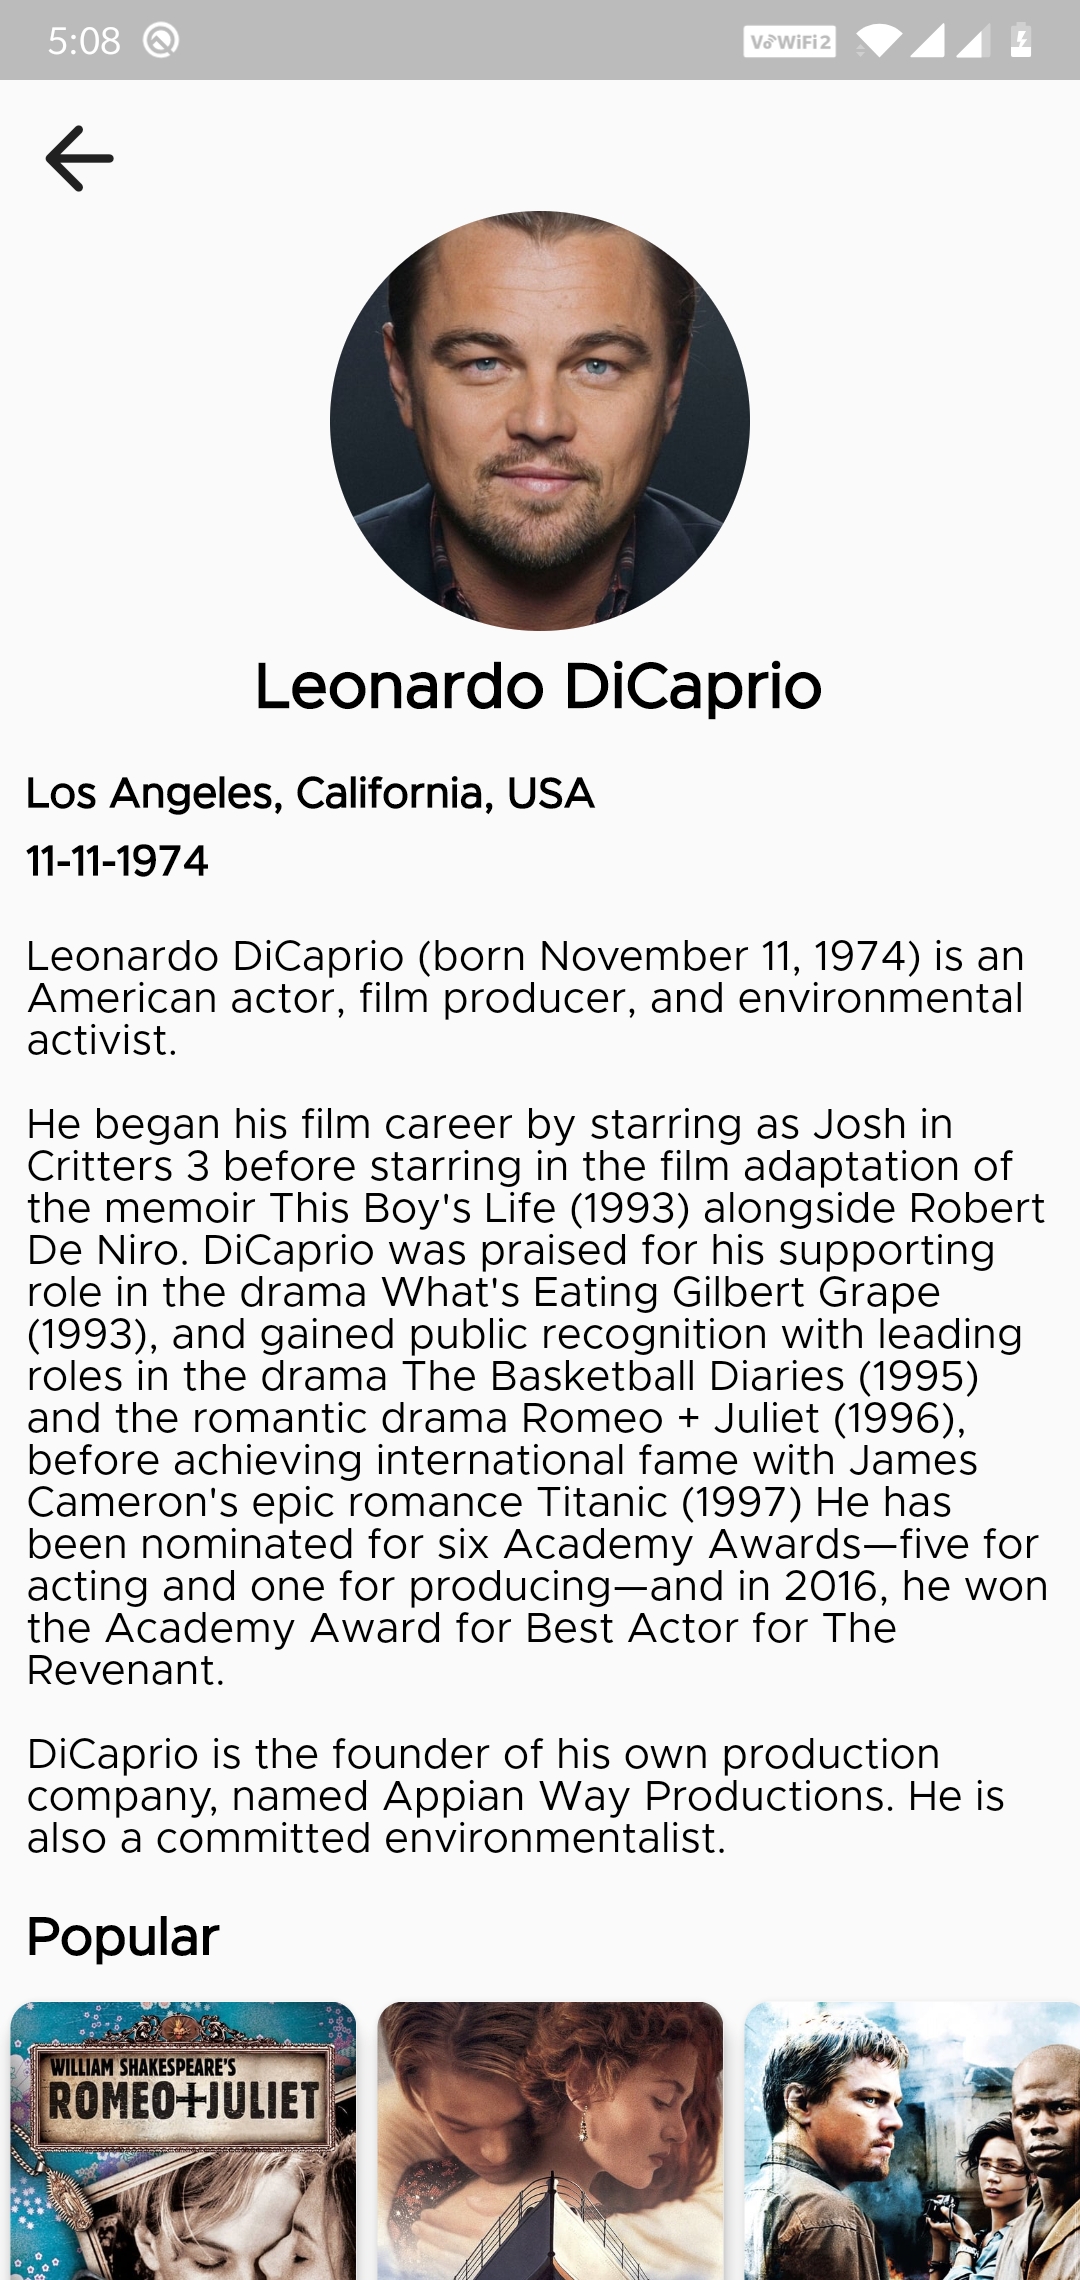 5:08
VoWiFi 2
Leonardo DiCaprio
Los Angeles, California, USA
11-11-1974
Leonardo DiCaprio (born November 11, 1974) is an
American actor, film producer, and environmental
activist.
He began his film career by starring as Josh in
Critters 3 before starring in the film adaptation of
the memoir This Boy's Life (1993) alongside Robert
De Niro. DiCaprio was praised for his supporting
role in the drama What's Eating Gilbert Grape
(1993), and gained public recognition with leading
roles in the drama The Basketball Diaries (1995)
and the romantic drama Romeo + Juliet (1996),
before achieving international fame with James
Cameron's epic romance Titanic (1997) He has
been nominated for six Academy Awards—five for
acting and one for producing—and in 2016, he won
the Academy Award for Best Actor for The
Revenant.
DiCaprio is the founder of his own production
company, named Appian Way Productions. He is
also a committed environmentalist.
Popular
WILLIAM SHAKESPEARE'S
ROMEO+JULIET